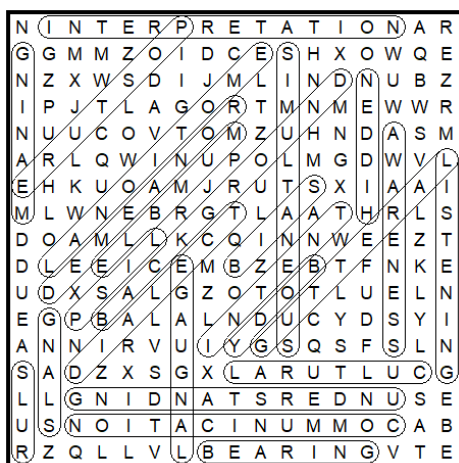 N I N T E R P R E T A T I O N A R
G G M M Z O I D C E S H X O W Q E
N Z X W S D I J M L I N D N U B Z
I P J T L A G O R T M N M E W W R
N U U C O V T O M Z U H N D A S M
A R L Q W I N U P O L M G D W V L
E H K U O A M J R U T S X I A A I
M L W N E B R G T L A A T H R L S
D O A M L L K C Q I N N W E E Z T
D L E E I C E M B Z E B T F N K E
U D X S A L G Z O T O T L U E L N
E G P B A L A L N D U C Y D S Y I
A N N I R V U I Y G S Q S F S L N
S A D Z X S G X L A R U T L U C G
L L G N I D N A T S R E D N U S E
U S N O I T A C I N U M M O C A B
R Z Q L L V L B E A R I N G V T E